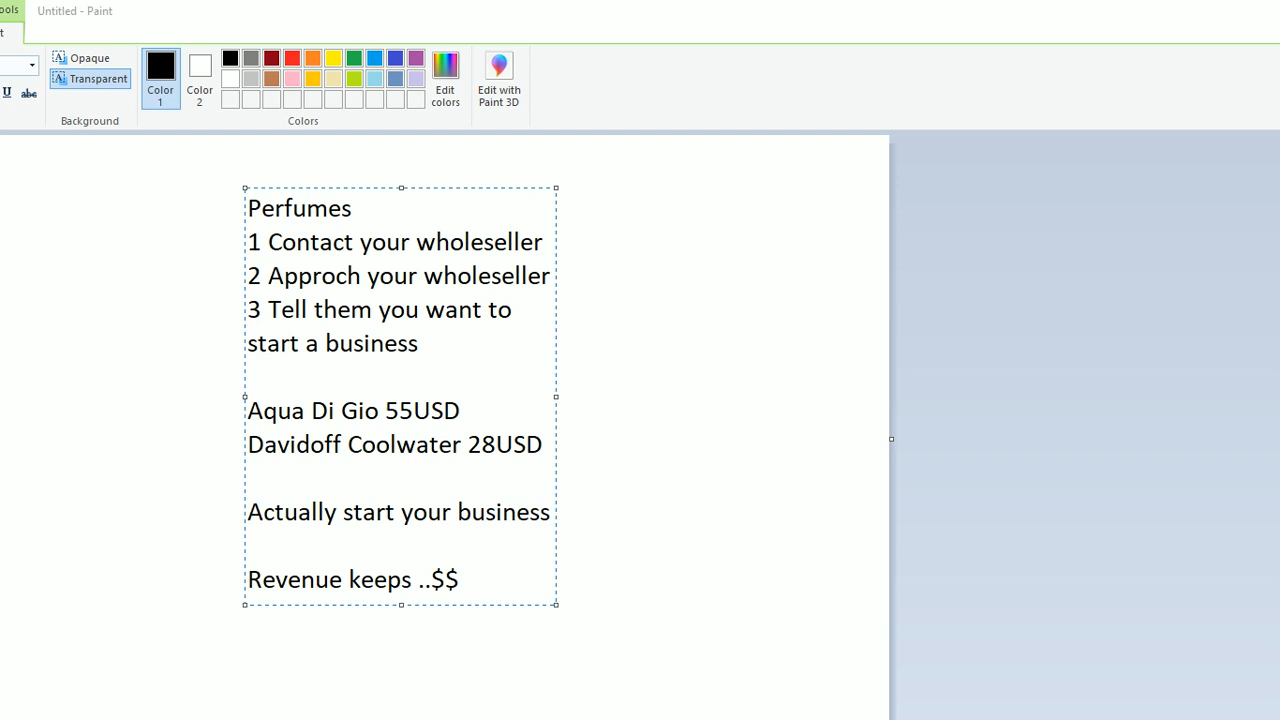 ools
Untitled - Paint
t
Opaque
Transparent
U abc
Background
Color 1
Color 2
Edit colors
Colors
Edit with Paint 3D
Perfumes
1 Contact your wholeseller
2 Approch your wholeseller
3 Tell them you want to
start a business
Aqua Di Gio 55USD
Davidoff Coolwater 28USD
Actually start your business
Revenue keeps ..$$